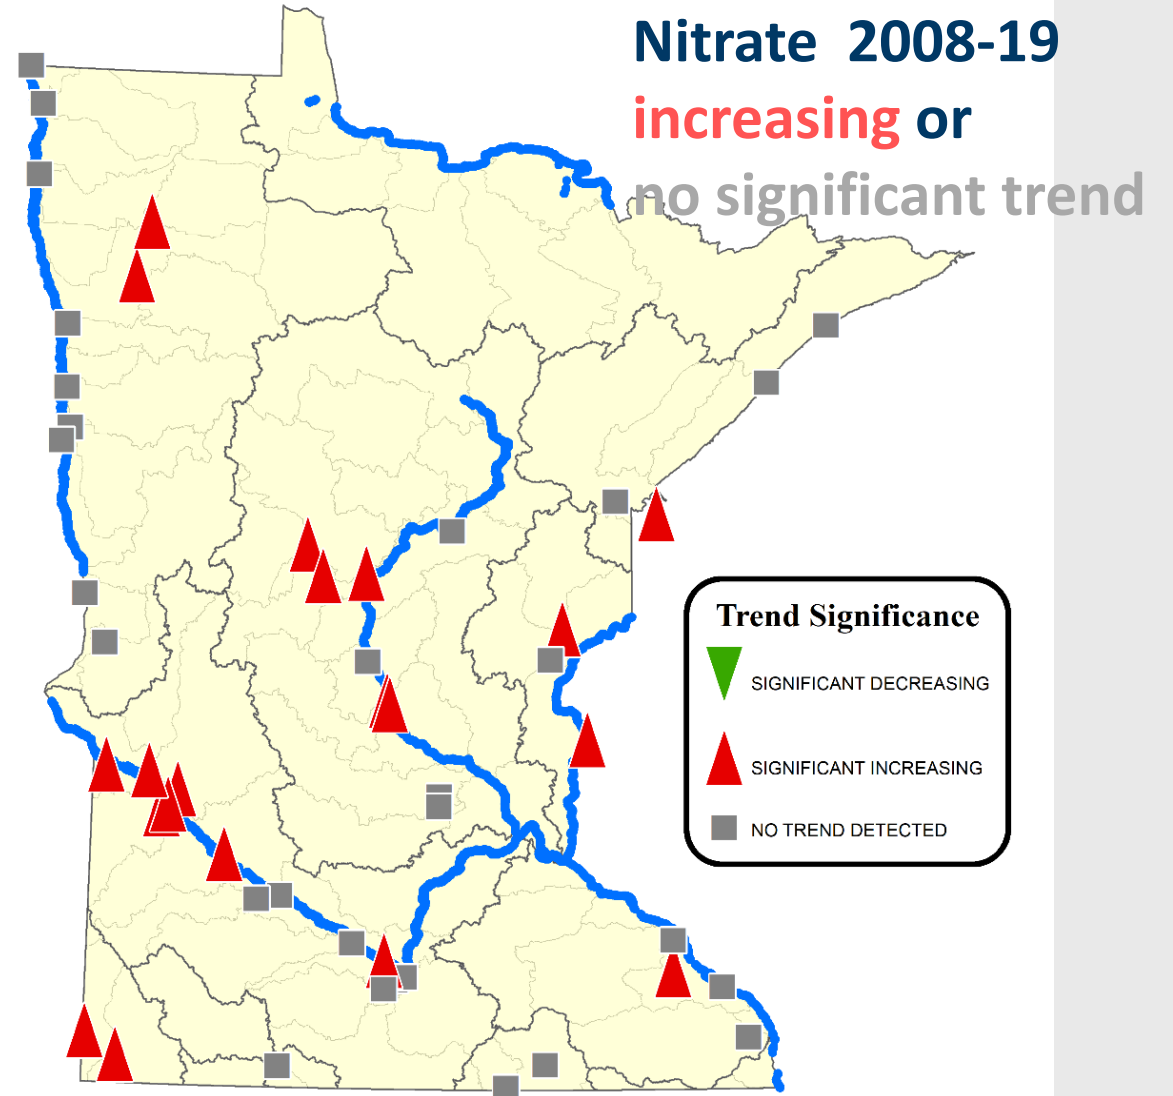 Nitrate 2008-19
increasing or
no significant trend
Trend Significance
SIGNIFICANT DECREASING
SIGNIFICANT INCREASING
NO TREND DETECTED